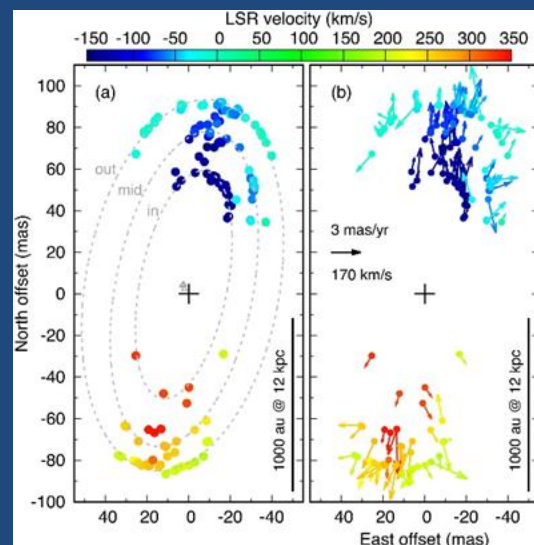 LSR velocity (km/s)
-150 -100 -50 0 50 100 150 200 250 300 350
(a)
(b)
100
80
60
40
20
0
-20
-40
-60
-80
-100
North offset (mas)
out
mid
in
3 mas/yr
170 km/s
1000 au @ 12 kpc
1000 au @ 12 kpc
40 20 0 -20 -40
40 20 0 -20 -40
East offset (mas)